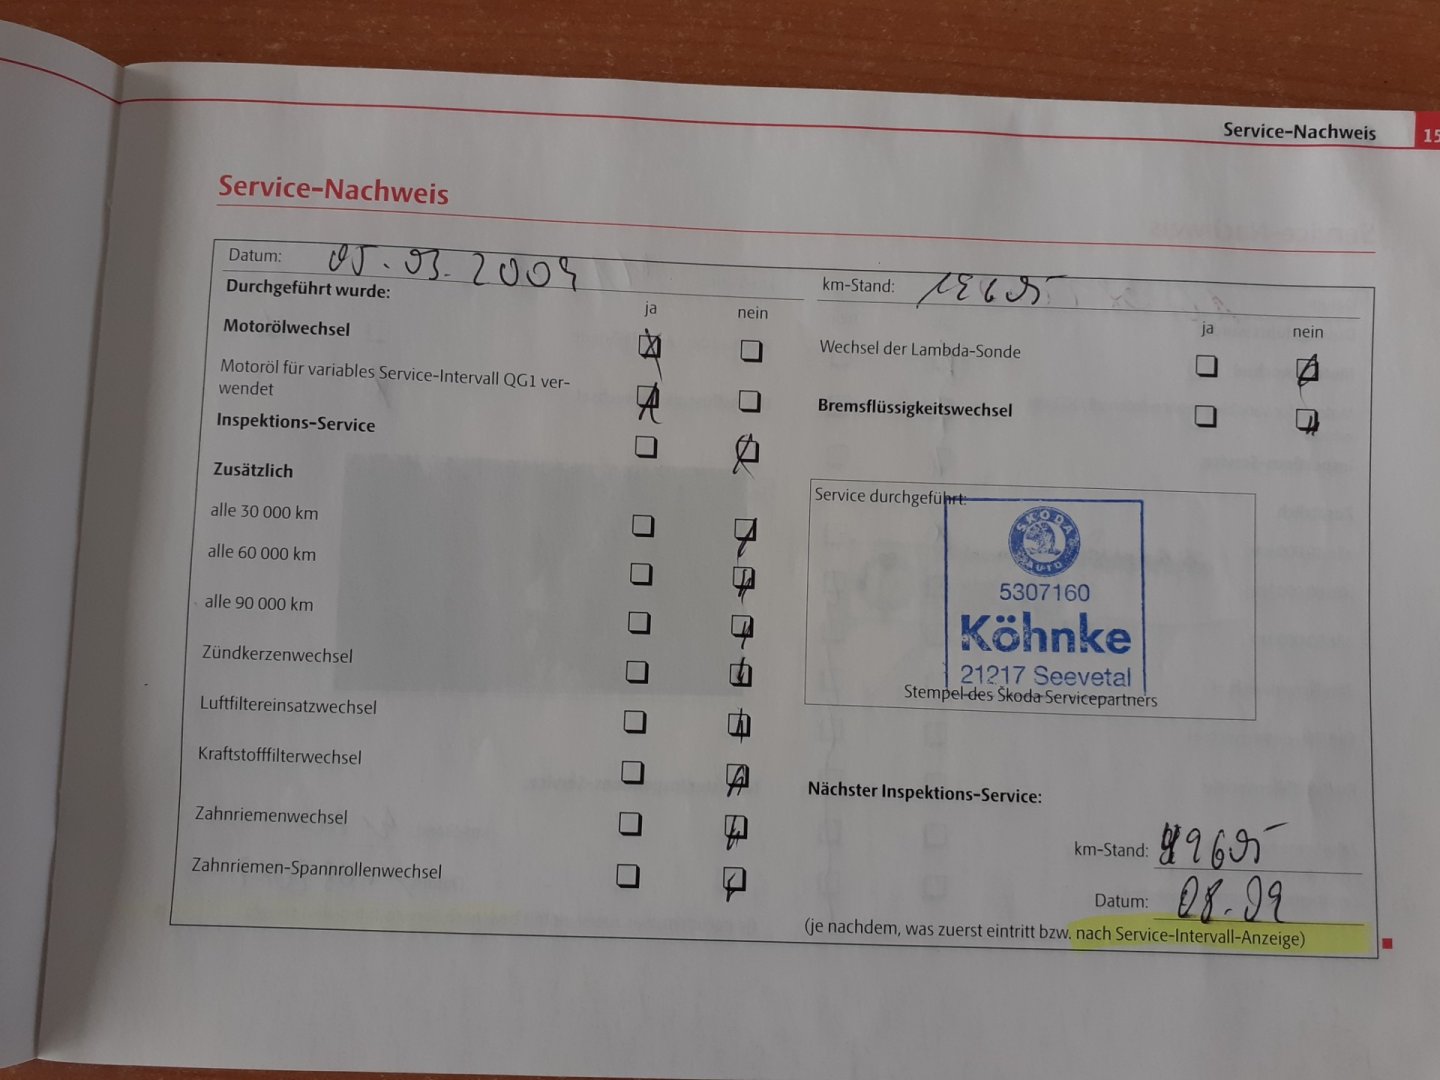 Service-Nachweis 15
Service-Nachweis
Datum: 05.03.2009
km-Stand:
Durchgeführt wurde:
ja nein
Motorölwechsel
Motoröl für variables Service-Intervall QG1 ver-
wendet
Inspektions-Service
Zusätzlich
alle 30 000 km
alle 60 000 km
alle 90 000 km
Zündkerzenwechsel
Luftfiltereinsatzwechsel
Kraftstofffilterwechsel
Zahnriemenwechsel
Zahnriemen-Spannrollenwechsel
ja nein
Wechsel der Lambda-Sonde
Bremsflüssigkeitswechsel
Service durchgeführt:
ŠKODA
AUTO
5307160
Köhnke
21217 Seevetal
Stempel des Škoda Servicepartners
Nächster Inspektions-Service:
km-Stand:
Datum: 08.09
(je nachdem, was zuerst eintritt bzw. nach Service-Intervall-Anzeige)